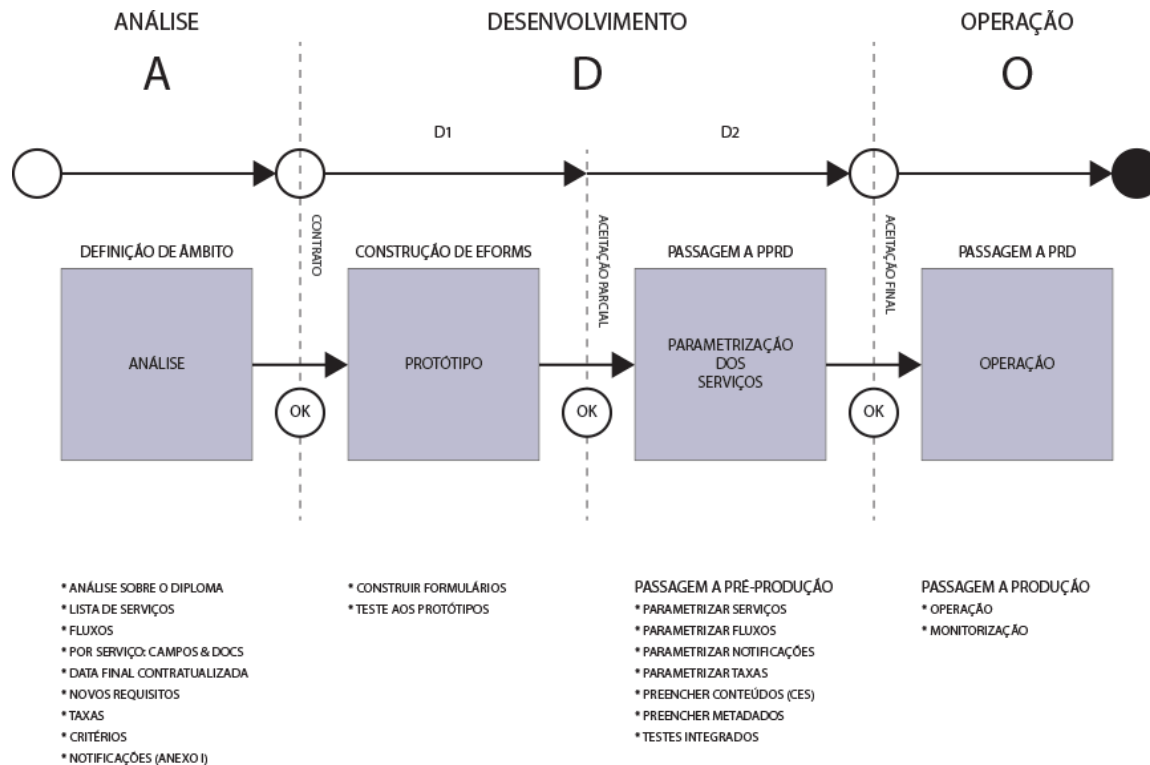 ANÁLISE
DESENVOLVIMENTO
OPERAÇÃO
A
D
O
D1
D2
CONTRATO
ACEITAÇÃO PARCIAL
ACEITAÇÃO FINAL
DEFINIÇÃO DE ÂMBITO
CONSTRUÇÃO DE EFORMS
PASSAGEM A PPRD
PASSAGEM A PRD
ANÁLISE
PROTÓTIPO
PARAMETRIZAÇÃO
DOS
SERVIÇOS
OPERAÇÃO
OK
OK
OK
* ANÁLISE SOBRE O DIPLOMA
* LISTA DE SERVIÇOS
* FLUXOS
* POR SERVIÇO: CAMPOS & DOCS
* DATA FINAL CONTRATUALIZADA
* NOVOS REQUISITOS
* TAXAS
* CRITÉRIOS
* NOTIFICAÇÕES (ANEXO I)
* CONSTRUIR FORMULÁRIOS
* TESTE AOS PROTÓTIPOS
PASSAGEM A PRÉ-PRODUÇÃO
* PARAMETRIZAR SERVIÇOS
* PARAMETRIZAR FLUXOS
* PARAMETRIZAR NOTIFICAÇÕES
* PARAMETRIZAR TAXAS
* PREENCHER CONTEÚDOS (CES)
* PREENCHER METADADOS
* TESTES INTEGRADOS
PASSAGEM A PRODUÇÃO
* OPERAÇÃO
* MONITORIZAÇÃO